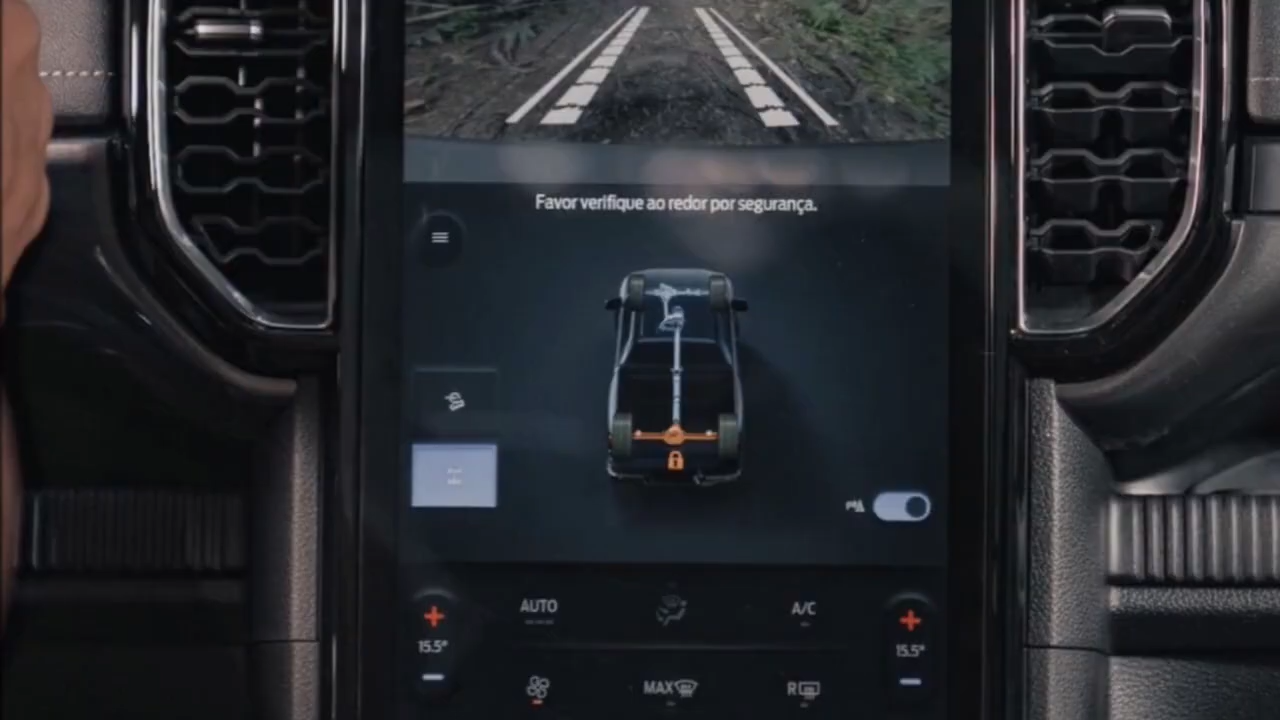 Favor verifique ao redor por segurança.
AUTO
A/C
15.5°
15.5°
MAX
R